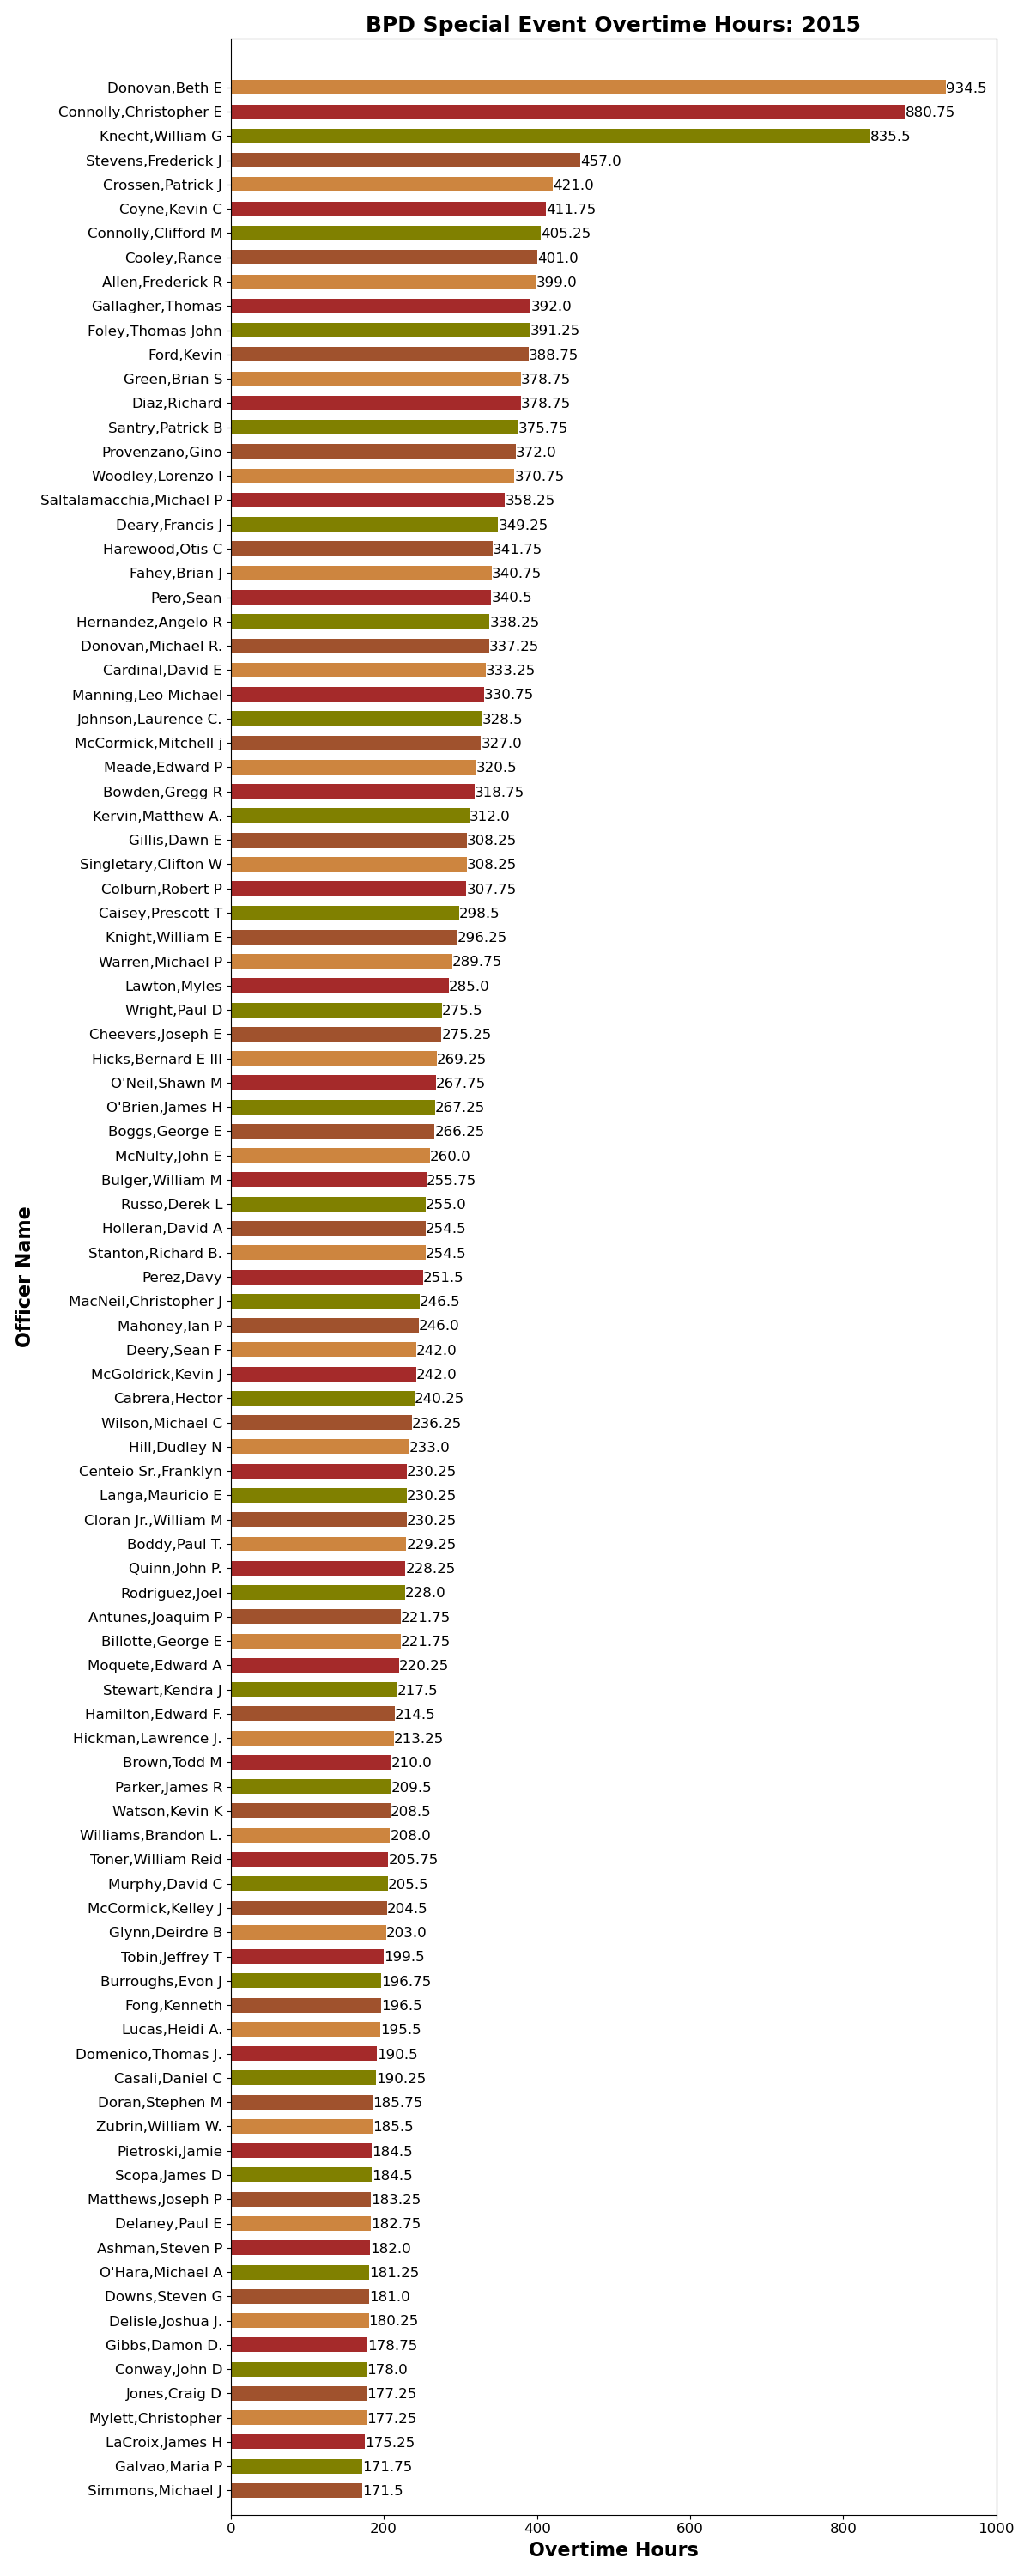 BPD Special Event Overtime Hours: 2015
Donovan,Beth E 934.5
Connolly,Christopher E 880.75
Knecht,William G 835.5
Stevens,Frederick J 457.0
Crossen,Patrick J 421.0
Coyne,Kevin C 411.75
Connolly,Clifford M 405.25
Cooley,Rance 401.0
Allen,Frederick R 399.0
Gallagher,Thomas 392.0
Foley,Thomas John 391.25
Ford,Kevin 388.75
Green,Brian S 378.75
Diaz,Richard 378.75
Santry,Patrick B 375.75
Provenzano,Gino 372.0
Woodley,Lorenzo I 370.75
Saltalamacchia,Michael P 358.25
Deary,Francis J 349.25
Harewood,Otis C 341.75
Fahey,Brian J 340.75
Pero,Sean 340.5
Hernandez,Angelo R 338.25
Donovan,Michael R. 337.25
Cardinal,David E 333.25
Manning,Leo Michael 330.75
Johnson,Laurence C. 328.5
McCormick,Mitchell j 327.0
Meade,Edward P 320.5
Bowden,Gregg R 318.75
Kervin,Matthew A. 312.0
Gillis,Dawn E 308.25
Singletary,Clifton W 308.25
Colburn,Robert P 307.75
Caisey,Prescott T 298.5
Knight,William E 296.25
Warren,Michael P 289.75
Lawton,Myles 285.0
Wright,Paul D 275.5
Cheevers,Joseph E 275.25
Hicks,Bernard E III 269.25
O'Neil,Shawn M 267.75
O'Brien,James H 267.25
Boggs,George E 266.25
McNulty,John E 260.0
Bulger,William M 255.75
Russo,Derek L 255.0
Holleran,David A 254.5
Stanton,Richard B. 254.5
Perez,Davy 251.5
MacNeil,Christopher J 246.5
Mahoney,Ian P 246.0
Deery,Sean F 242.0
McGoldrick,Kevin J 242.0
Cabrera,Hector 240.25
Wilson,Michael C 236.25
Hill,Dudley N 233.0
Centeio Sr.,Franklyn 230.25
Langa,Mauricio E 230.25
Cloran Jr.,William M 230.25
Boddy,Paul T. 229.25
Quinn,John P. 228.25
Rodriguez,Joel 228.0
Antunes,Joaquim P 221.75
Billotte,George E 221.75
Moquete,Edward A 220.25
Stewart,Kendra J 217.5
Hamilton,Edward F. 214.5
Hickman,Lawrence J. 213.25
Brown,Todd M 210.0
Parker,James R 209.5
Watson,Kevin K 208.5
Williams,Brandon L. 208.0
Toner,William Reid 205.75
Murphy,David C 205.5
McCormick,Kelley J 204.5
Glynn,Deirdre B 203.0
Tobin,Jeffrey T 199.5
Burroughs,Evon J 196.75
Fong,Kenneth 196.5
Lucas,Heidi A. 195.5
Domenico,Thomas J. 190.5
Casali,Daniel C 190.25
Doran,Stephen M 185.75
Zubrin,William W. 185.5
Pietroski,Jamie 184.5
Scopa,James D 184.5
Matthews,Joseph P 183.25
Delaney,Paul E 182.75
Ashman,Steven P 182.0
O'Hara,Michael A 181.25
Downs,Steven G 181.0
Delisle,Joshua J. 180.25
Gibbs,Damon D. 178.75
Conway,John D 178.0
Jones,Craig D 177.25
Mylett,Christopher 177.25
LaCroix,James H 175.25
Galvao,Maria P 171.75
Simmons,Michael J 171.5
Officer Name
0 200 400 600 800 1000
Overtime Hours